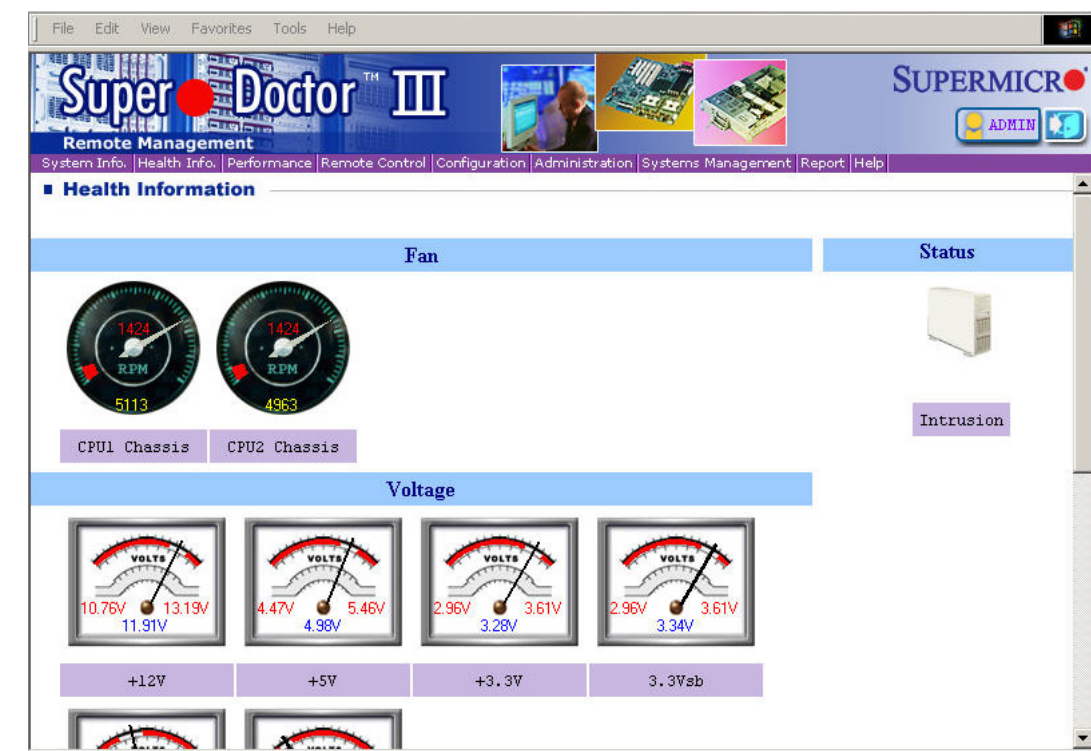 File Edit View Favorites Tools Help
Super Doctor™ III
SUPERMICR
ADMIN
Remote Management
System Info. Health Info. Performance Remote Control Configuration Administration Systems Management Report Help
Health Information
Fan
Status
1424
RPM
5113
1424
RPM
4963
CPU1 Chassis
CPU2 Chassis
Intrusion
Voltage
VOLTS
10.76V 13.19V
11.91V
VOLTS
4.47V 5.46V
4.98V
VOLTS
2.96V 3.61V
3.28V
VOLTS
2.96V 3.61V
3.34V
+12V
+5V
+3.3V
3.3Vsb